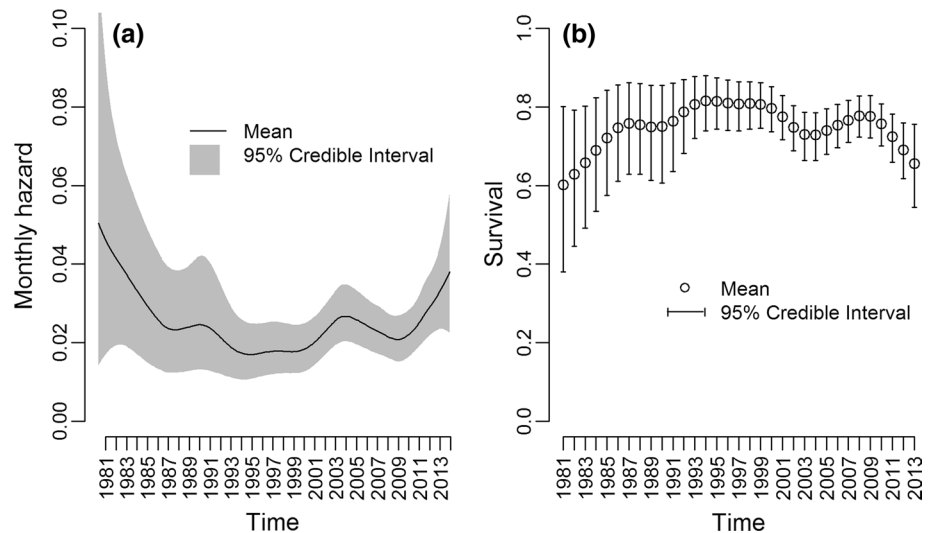 (a)
Monthly hazard
0.10
0.08
0.06
0.04
0.02
0.00
Mean
95% Credible Interval
1981 1983 1985 1987 1989 1991 1993 1995 1997 1999 2001 2003 2005 2007 2009 2011 2013
Time
(b)
Survival
1.0
0.8
0.6
0.4
0.2
0.0
Mean
95% Credible Interval
1981 1983 1985 1987 1989 1991 1993 1995 1997 1999 2001 2003 2005 2007 2009 2011 2013
Time